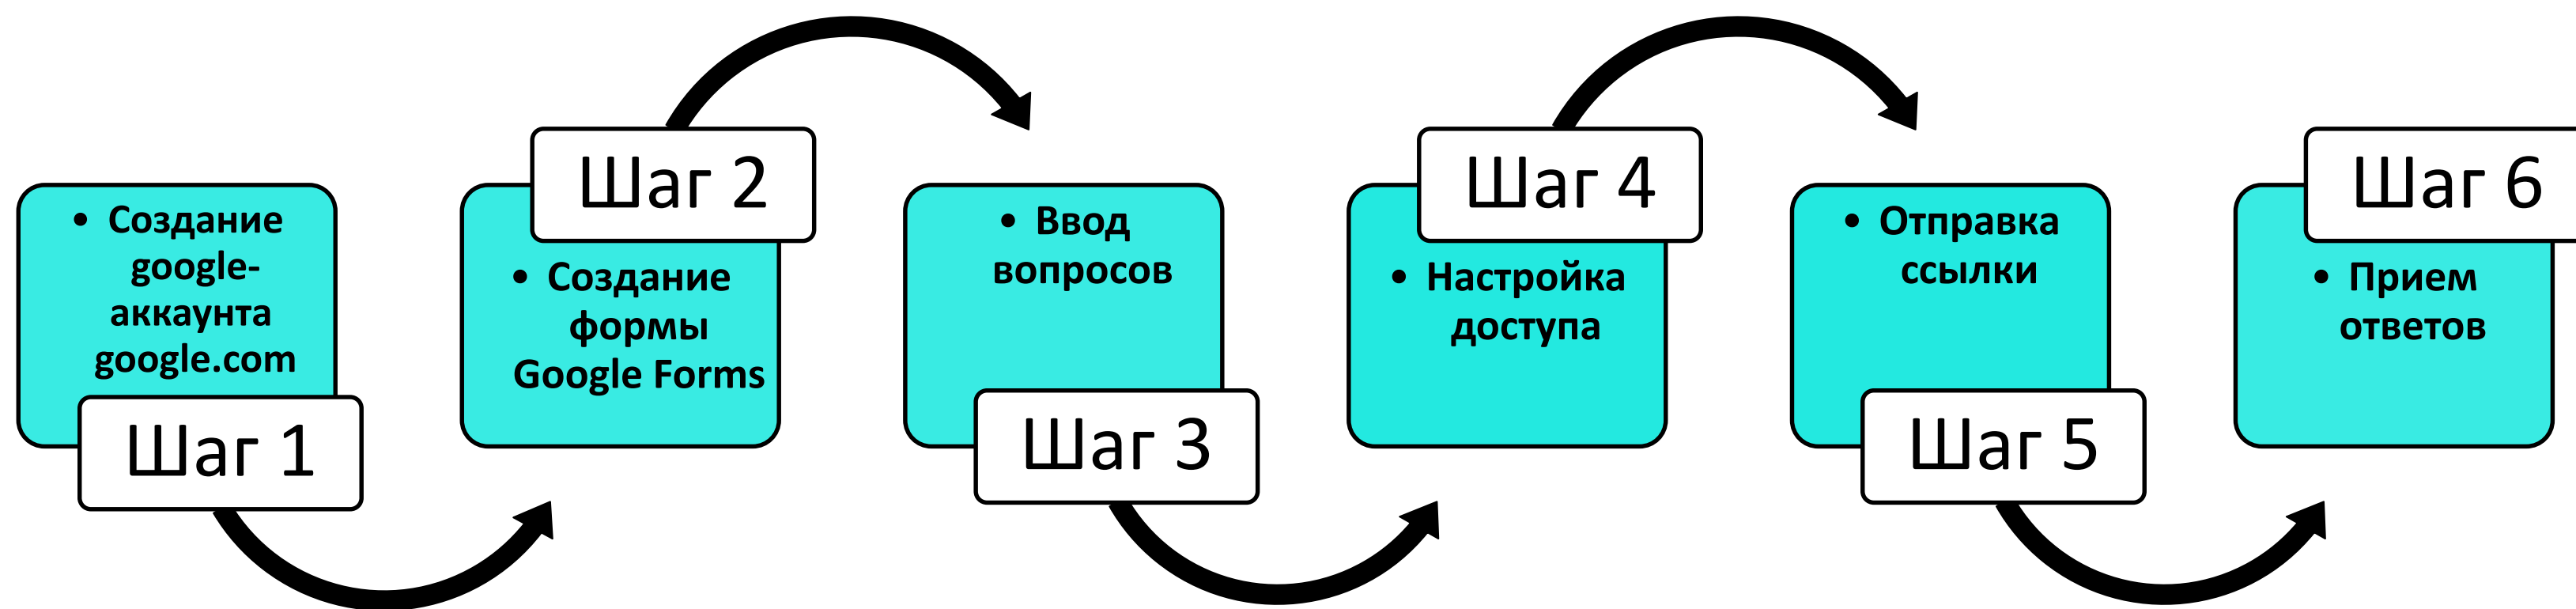 • Создание
google-
аккаунта
google.com
Шаг 1
Шаг 2
• Создание
формы
Google Forms
• Ввод
вопросов
Шаг 3
Шаг 4
• Настройка
доступа
• Отправка
ссылки
Шаг 5
Шаг 6
• Прием
ответов